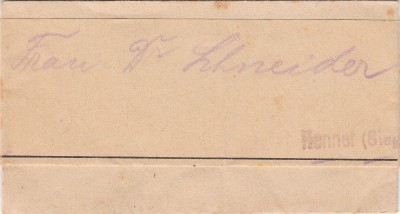 Frau Dr Schneider
Hennef (Sieg